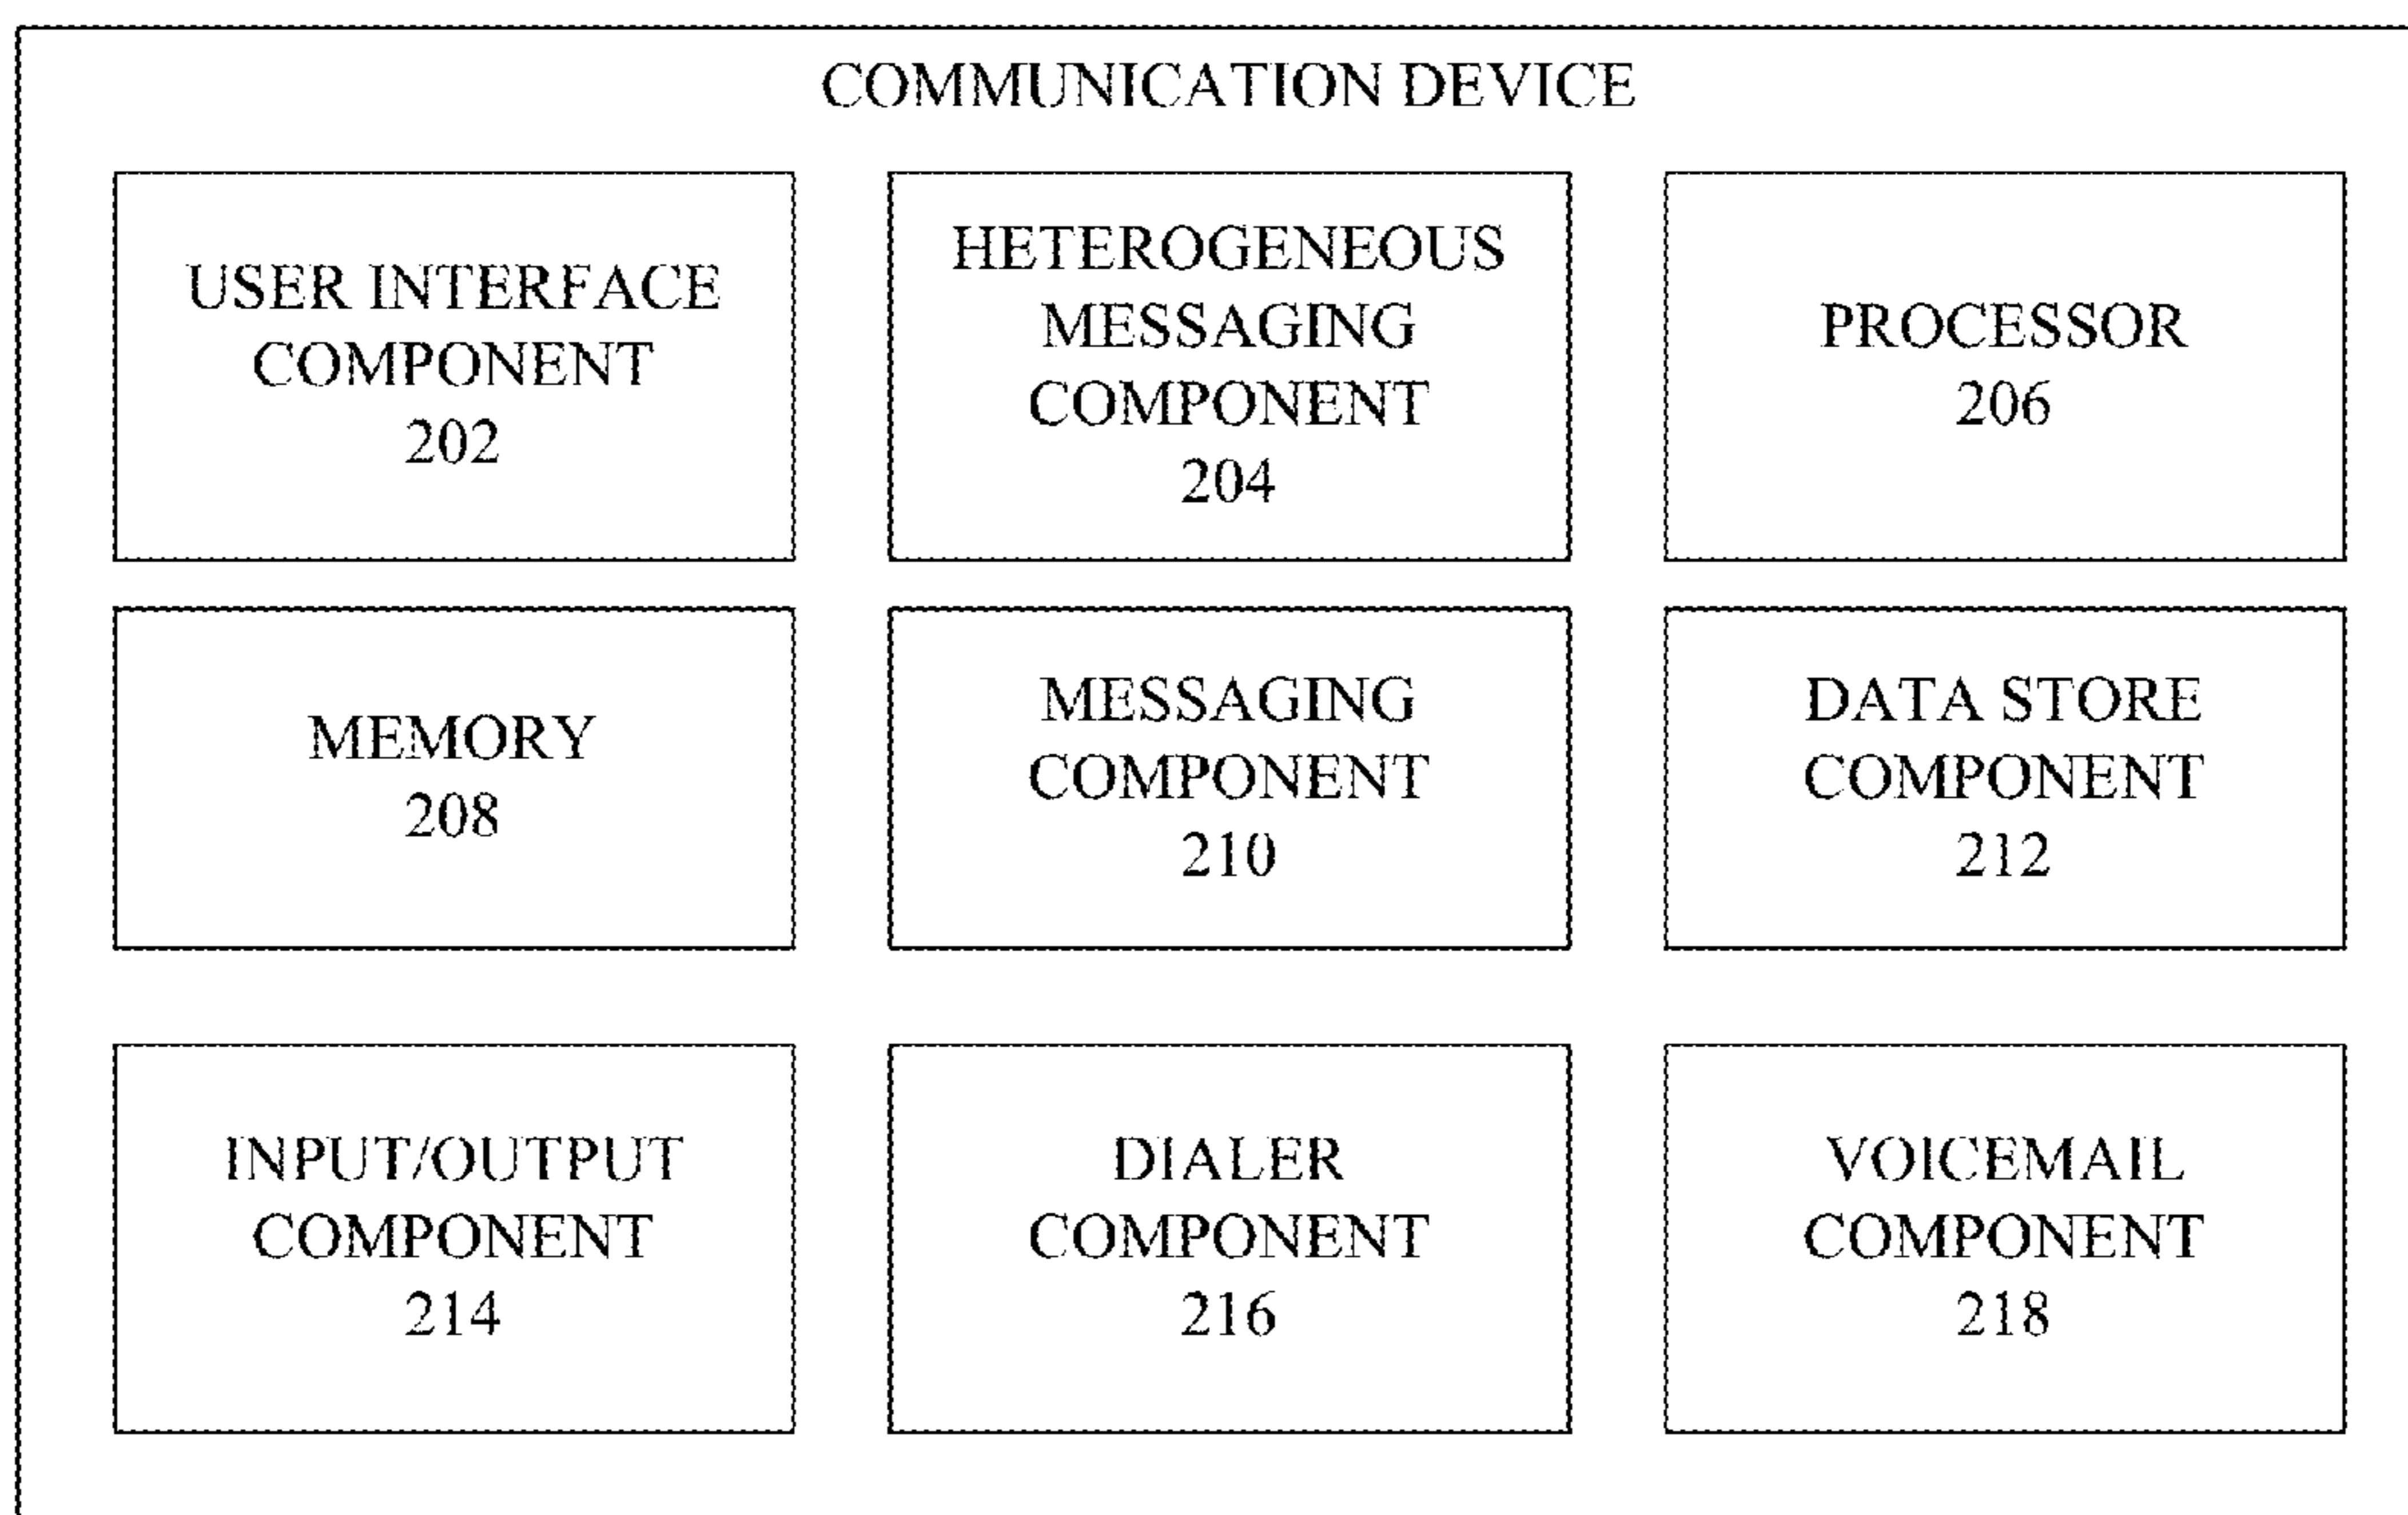 COMMUNICATION DEVICE
USER INTERFACE
COMPONENT
202
HETEROGENEOUS
MESSAGING
COMPONENT
204
PROCESSOR
206
MEMORY
208
MESSAGING
COMPONENT
210
DATA STORE
COMPONENT
212
INPUT/OUTPUT
COMPONENT
214
DIALER
COMPONENT
216
VOICEMAIL
COMPONENT
218